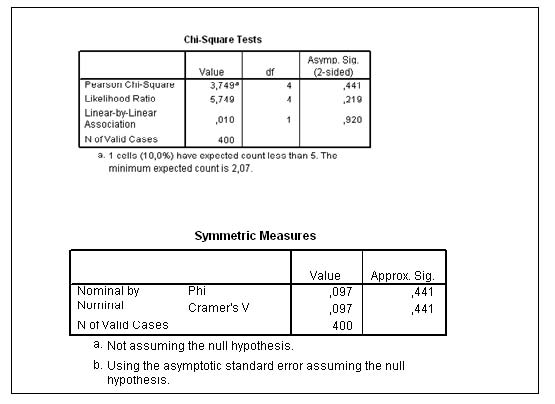 Chi-Square Tests
Value df Asymp. Sig. (2-sided)
Pearson Chi-Square 3,749a 4 ,441
Likelihood Ratio 5,749 4 ,219
Linear-by-Linear Association ,010 1 ,920
N of Valid Cases 400
a. 1 cells (10,0%) have expected count less than 5. The
minimum expected count is 2,07.
Symmetric Measures
Value Approx. Sig.
Nominal by Nominal Phi ,097 ,441
Cramer's V ,097 ,441
N of Valid Cases 400
a. Not assuming the null hypothesis.
b. Using the asymptotic standard error assuming the null
hypothesis.